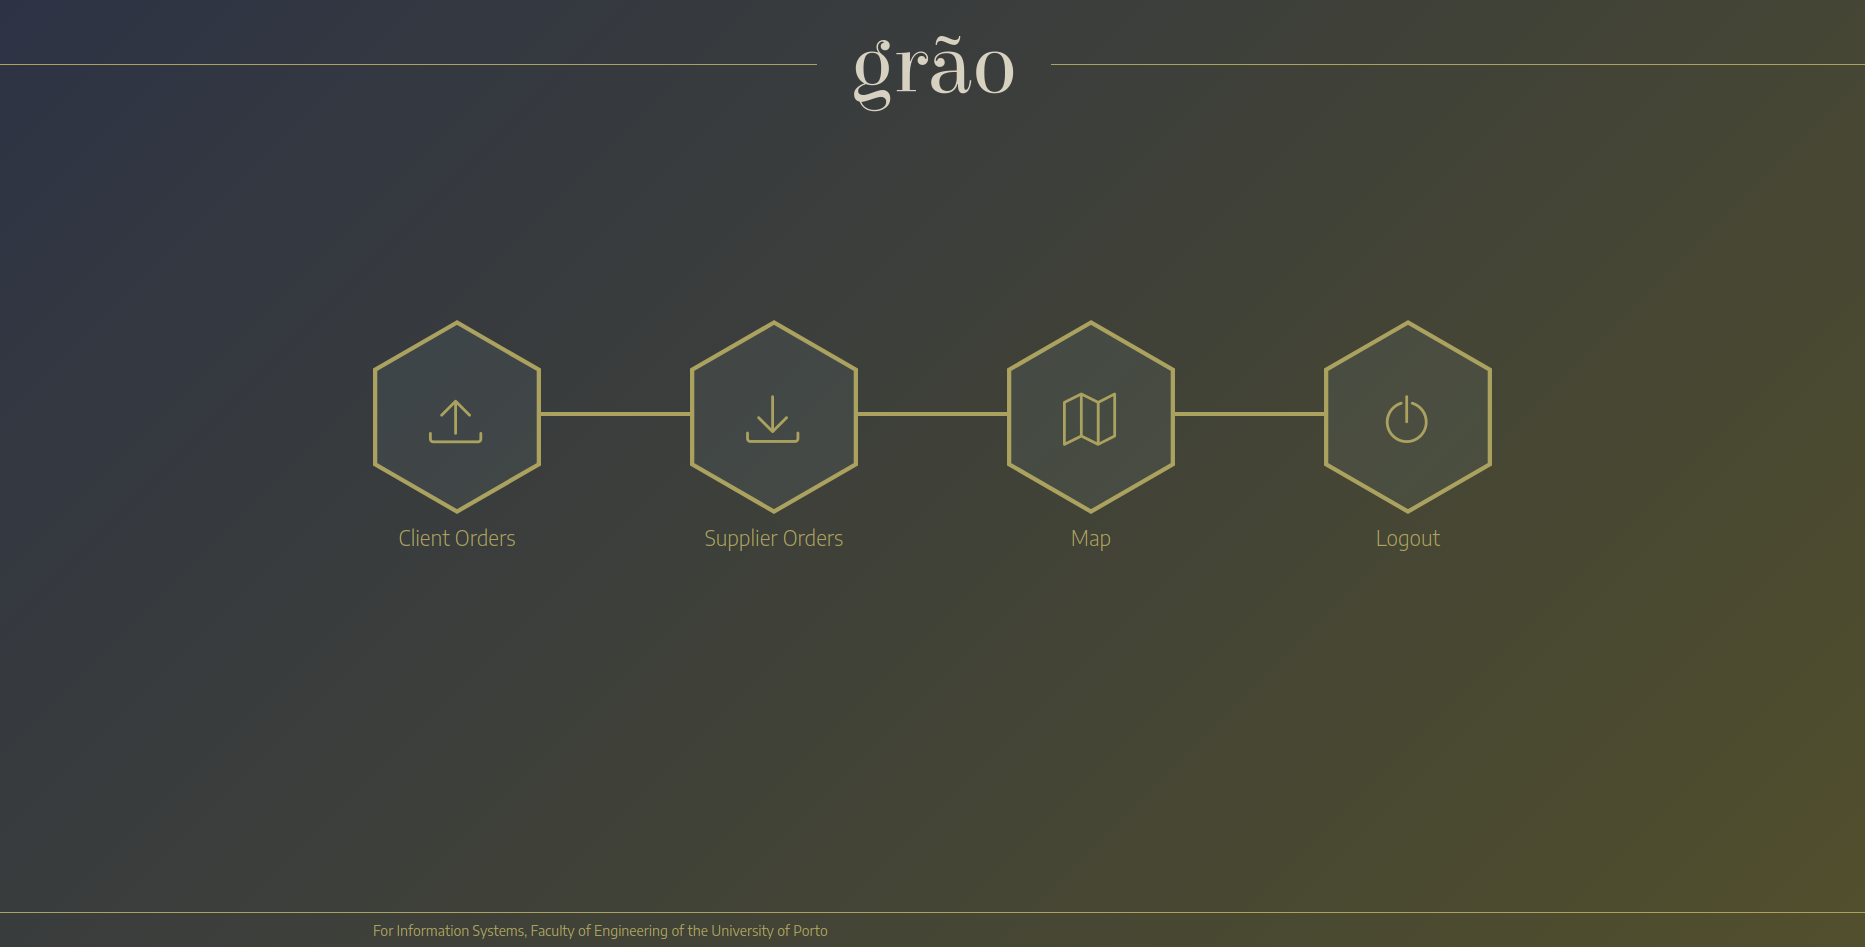 grão
Client Orders
Supplier Orders
Map
Logout
For Information Systems, Faculty of Engineering of the University of Porto